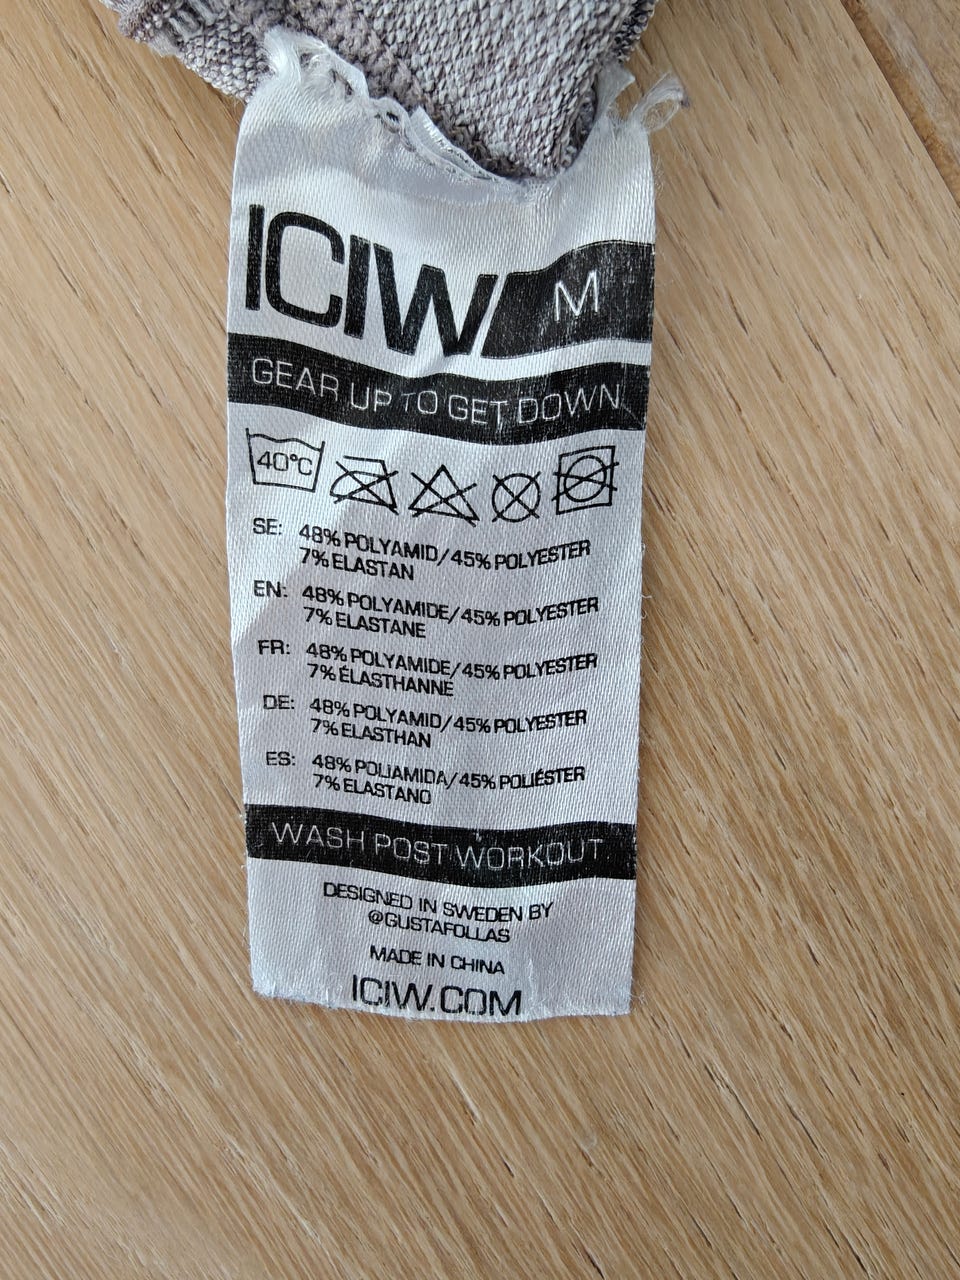 ICIW M
GEAR UP TO GET DOWN
40°C
SE: 48% POLYAMID/45% POLYESTER
7% ELASTAN
EN: 48% POLYAMIDE/45% POLYESTER
7% ELASTANE
FR: 48% POLYAMIDE/45% POLYESTER
7% ÉLASTHANNE
DE: 48% POLYAMID/45% POLYESTER
7% ELASTHAN
ES: 48% POLIAMIDA/45% POLIÉSTER
7% ELASTANO
WASH POST WORKOUT
DESIGNED IN SWEDEN BY
@GUSTAFOLLAS
MADE IN CHINA
ICIW.COM